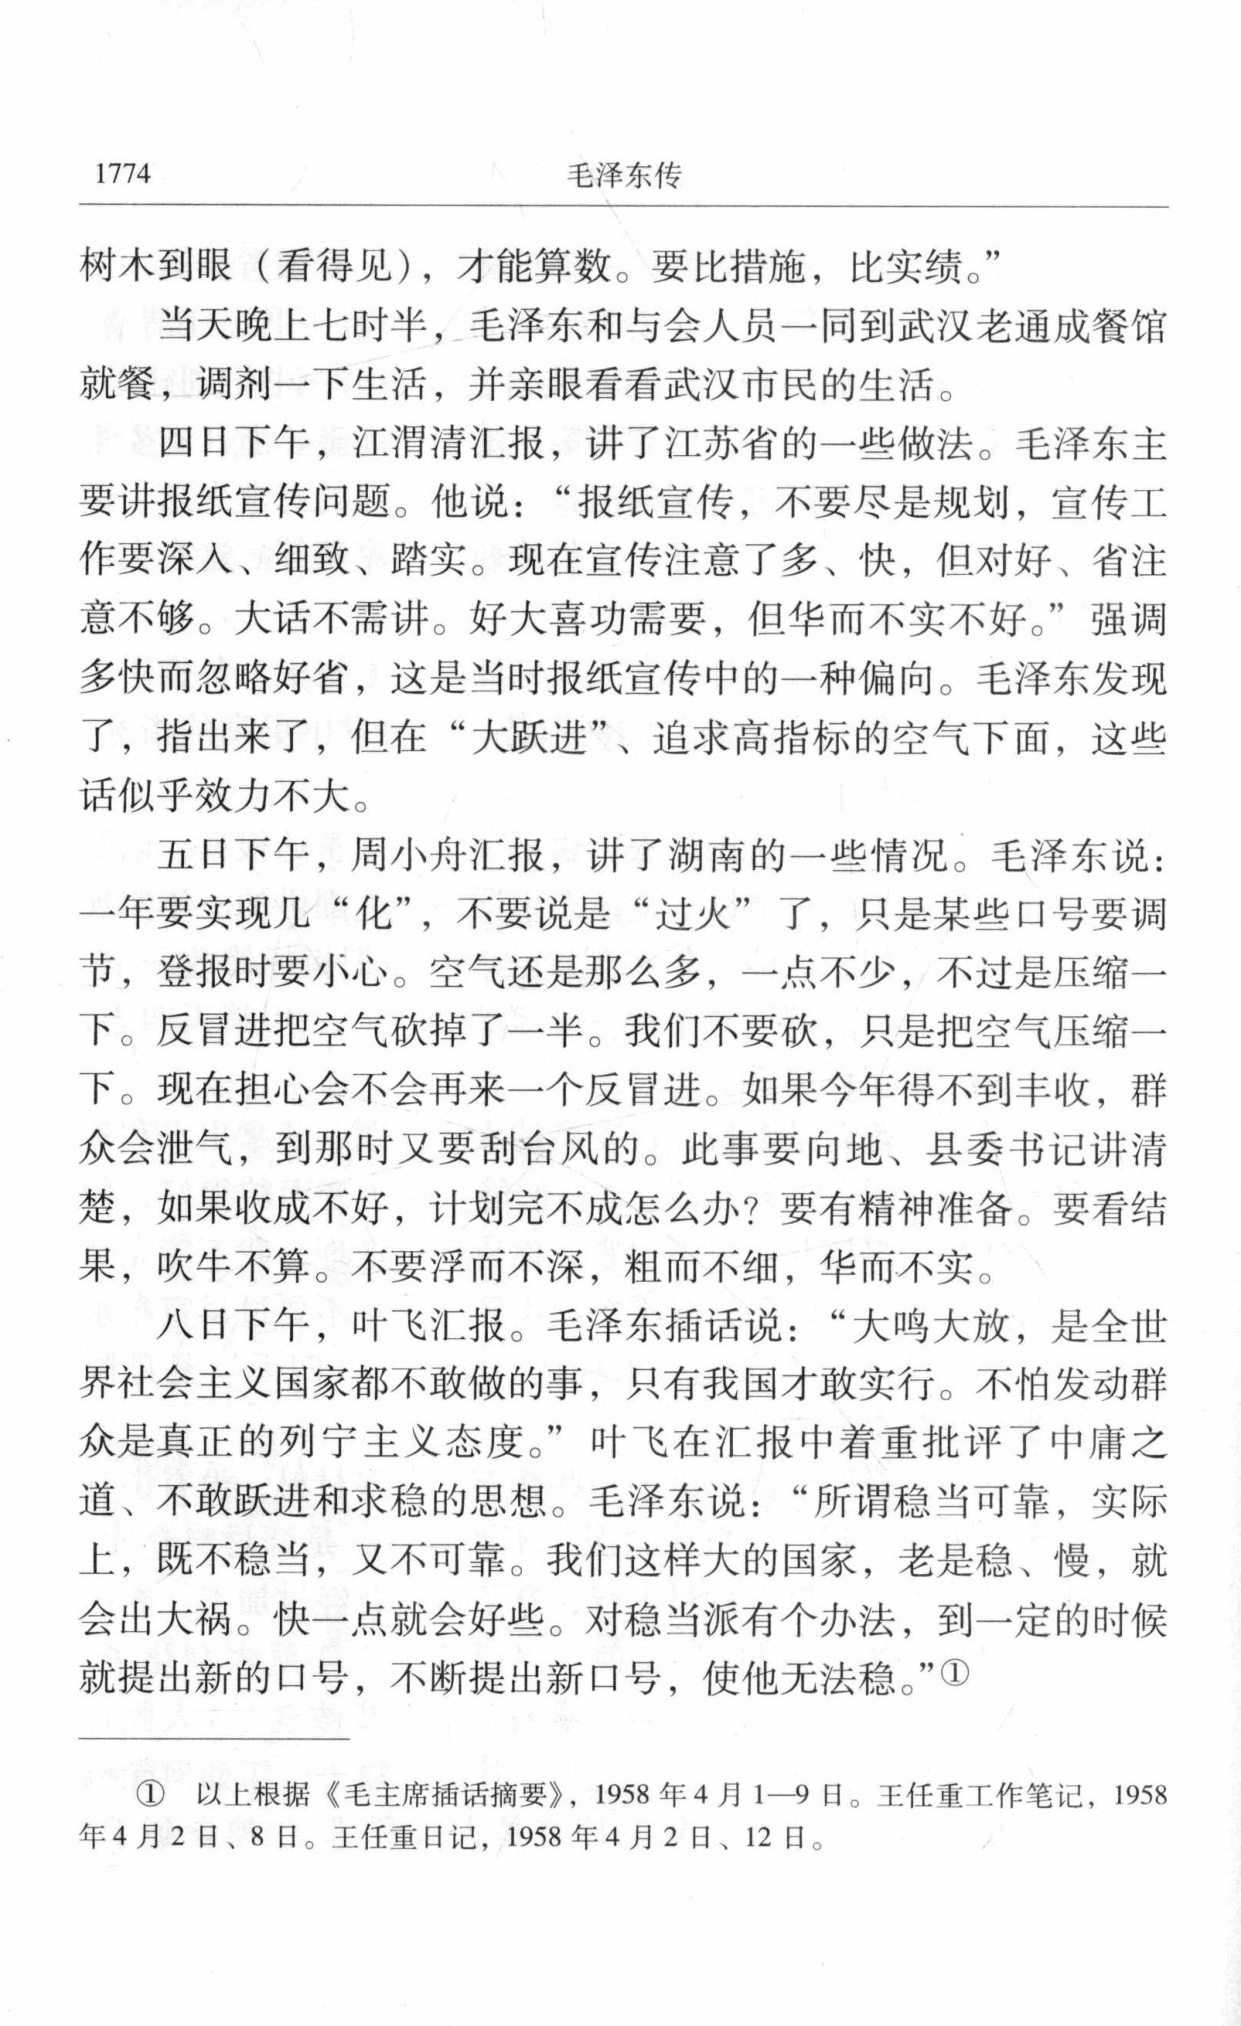 1774
毛泽东传
树木到眼（看得见），才能算数。要比措施，比实绩。”
当天晚上七时半，毛泽东和与会人员一同到武汉老通成餐馆
就餐，调剂一下生活，并亲眼看看武汉市民的生活。
四日下午，江渭清汇报，讲了江苏省的一些做法。毛泽东主
要讲报纸宣传问题。他说：“报纸宣传，不要尽是规划，宣传工
作要深入、细致、踏实。现在宣传注意了多、快，但对好、省注
意不够。大话不需讲。好大喜功需要，但华而不实不好。”强调
多快而忽略好省，这是当时报纸宣传中的一种偏向。毛泽东发现
了，指出来了，但在“大跃进”、追求高指标的空气下面，这些
话似乎效力不大。
五日下午，周小舟汇报，讲了湖南的一些情况。毛泽东说：
一年要实现几“化”，不要说是“过火”了，只是某些口号要调
节，登报时要小心。空气还是那么多，一点不少，不过是压缩一
下。反冒进把空气砍掉了一半。我们不要砍，只是把空气压缩一
下。现在担心会不会再来一个反冒进。如果今年得不到丰收，群
众会泄气，到那时又要刮台风的。此事要向地、县委书记讲清
楚，如果收成不好，计划完不成怎么办？要有精神准备。要看结
果，吹牛不算。不要浮而不深，粗而不细，华而不实。
八日下午，叶飞汇报。毛泽东插话说：“大鸣大放，是全世
界社会主义国家都不敢做的事，只有我国才敢实行。不怕发动群
众是真正的列宁主义态度。”叶飞在汇报中着重批评了中庸之
道、不敢跃进和求稳的思想。毛泽东说：“所谓稳当可靠，实际
上，既不稳当，又不可靠。我们这样大的国家，老是稳、慢，就
会出大祸。快一点就会好些。对稳当派有个办法，到一定的时候
就提出新的口号，不断提出新口号，使他无法稳。”①
① 以上根据《毛主席插话摘要》，1958年4月1—9日。王任重工作笔记，1958
年4月2日、8日。王任重日记，1958年4月2日、12日。